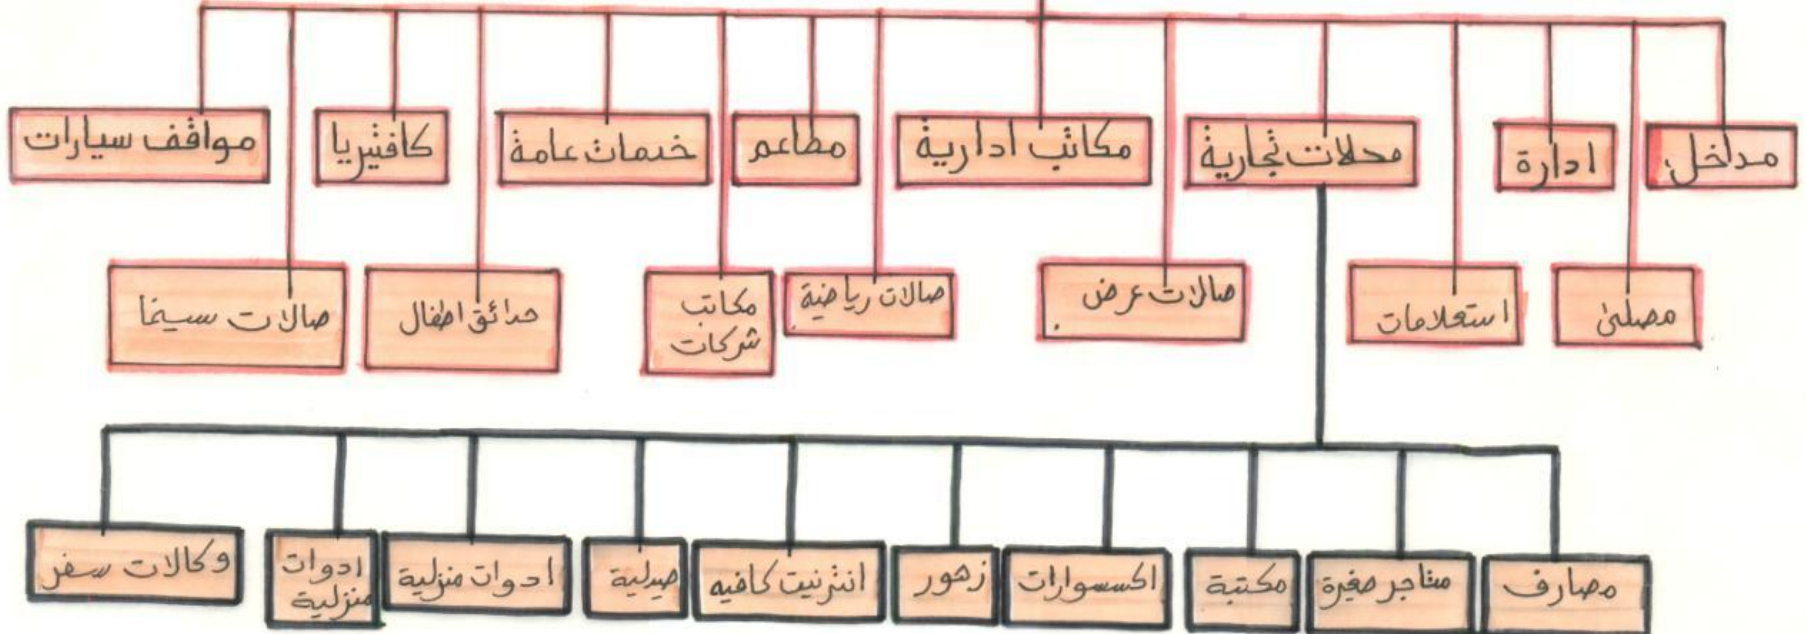 مداخل
ادارة
محلات تجارية
مكاتب ادارية
مطاعم
خدمات عامة
كافتيريا
مواقف سيارات
مصلى
استعلامات
صالات عرض
صالات رياضية
مكاتب
شركات
حدائق اطفال
صالات سينما
مصارف
متاجر صغيرة
مكتبة
اكسسوارات
زهور
انترنيت كافيه
صيدلية
ادوات منزلية
ادوات
منزلية
وكالات سفر